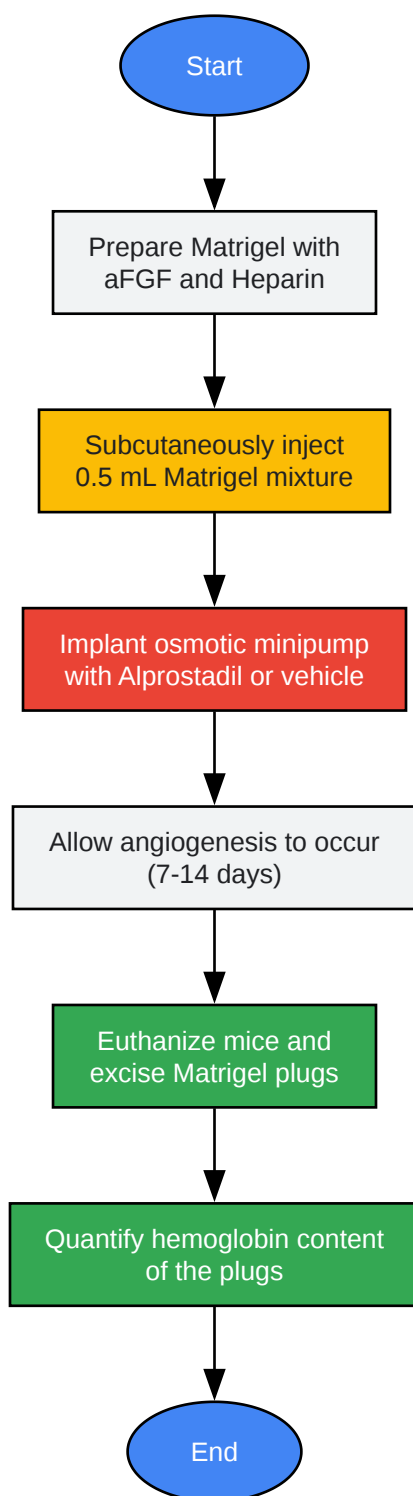 Start
Prepare Matrigel with
aFGF and Heparin
Subcutaneously inject
0.5 mL Matrigel mixture
Implant osmotic minipump
with Alprostadil or vehicle
Allow angiogenesis to occur
(7-14 days)
Euthanize mice and
excise Matrigel plugs
Quantify hemoglobin content
of the plugs
End